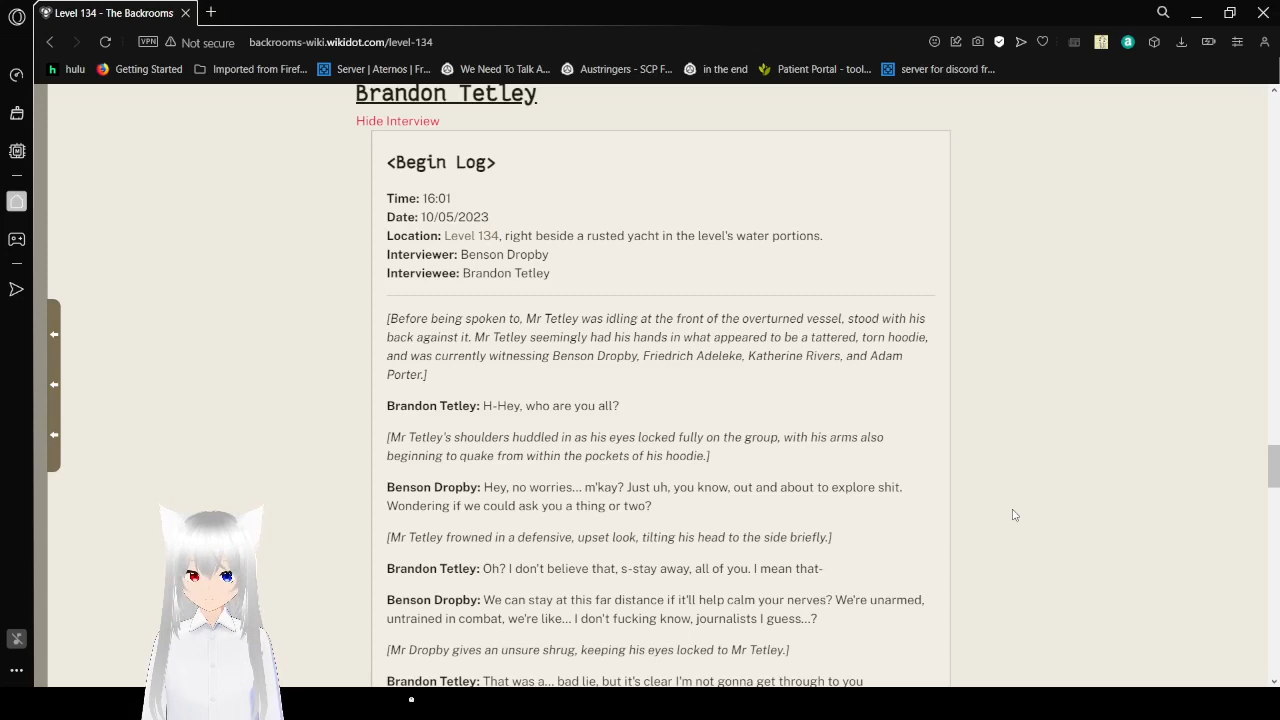 Level 134 - The Backrooms
VPN
Not secure
backrooms-wiki.wikidot.com/level-134
hulu
Getting Started
Imported from Firef...
Server | Aternos | Fr...
We Need To Talk A...
Austringers - SCP F...
in the end
Patient Portal - tool...
server for discord fr...
Brandon Tetley
Hide Interview
<Begin Log>
Time: 16:01
Date: 10/05/2023
Location: Level 134, right beside a rusted yacht in the level's water portions.
Interviewer: Benson Dropby
Interviewee: Brandon Tetley
[Before being spoken to, Mr Tetley was idling at the front of the overturned vessel, stood with his
back against it. Mr Tetley seemingly had his hands in what appeared to be a tattered, torn hoodie,
and was currently witnessing Benson Dropby, Friedrich Adeleke, Katherine Rivers, and Adam
Porter.]
Brandon Tetley: H-Hey, who are you all?
[Mr Tetley's shoulders huddled in as his eyes locked fully on the group, with his arms also
beginning to quake from within the pockets of his hoodie.]
Benson Dropby: Hey, no worries... m'kay? Just uh, you know, out and about to explore shit.
Wondering if we could ask you a thing or two?
[Mr Tetley frowned in a defensive, upset look, tilting his head to the side briefly.]
Brandon Tetley: Oh? I don't believe that, s-stay away, all of you. I mean that-
Benson Dropby: We can stay at this far distance if it'll help calm your nerves? We're unarmed,
untrained in combat, we're like... I don't fucking know, journalists I guess...?
[Mr Dropby gives an unsure shrug, keeping his eyes locked to Mr Tetley.]
Brandon Tetley: That was a... bad lie, but it's clear I'm not gonna get through to you